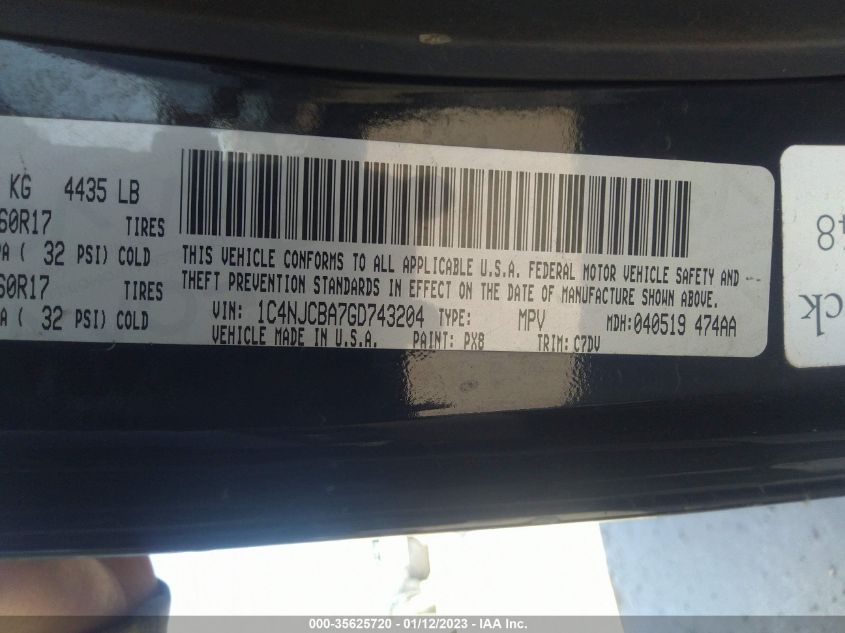 KG 4435 LB
60R17 TIRES
PA ( 32 PSI) COLD
60R17 TIRES
A ( 32 PSI) COLD
THIS VEHICLE CONFORMS TO ALL APPLICABLE U.S.A. FEDERAL MOTOR VEHICLE SAFETY AND
THEFT PREVENTION STANDARDS IN EFFECT ON THE DATE OF MANUFACTURE SHOWN ABOVE.
VIN: 1C4NJCBA7GD743204 TYPE: MPV MDH:040519 474AA
VEHICLE MADE IN U.S.A. PAINT: PX8 TRIM: C7DV
8
ck
000-35625720 - 01/12/2023 - IAA Inc.